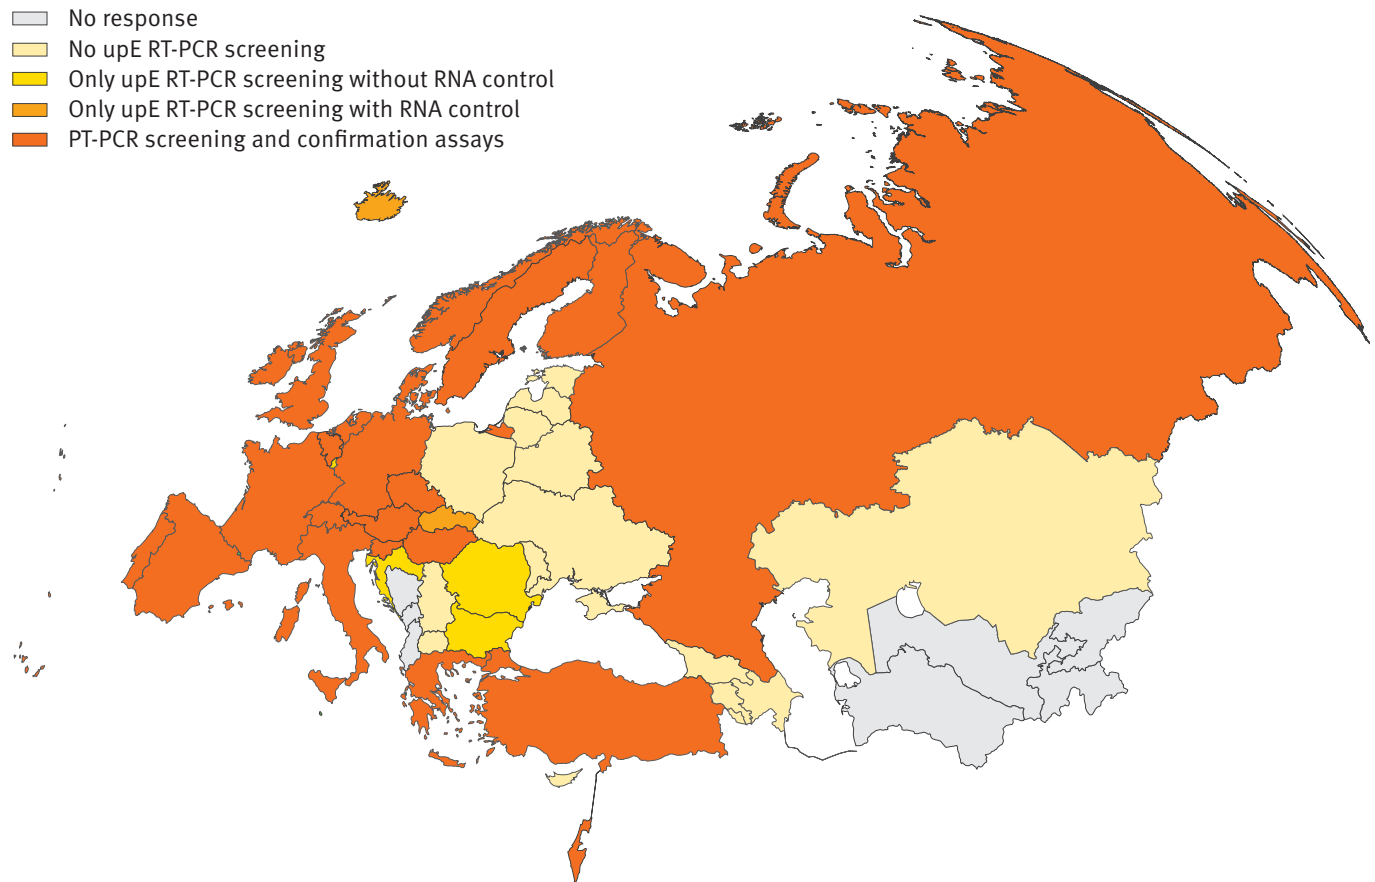 No response
No upE RT-PCR screening
Only upE RT-PCR screening without RNA control
Only upE RT-PCR screening with RNA control
PT-PCR screening and confirmation assays